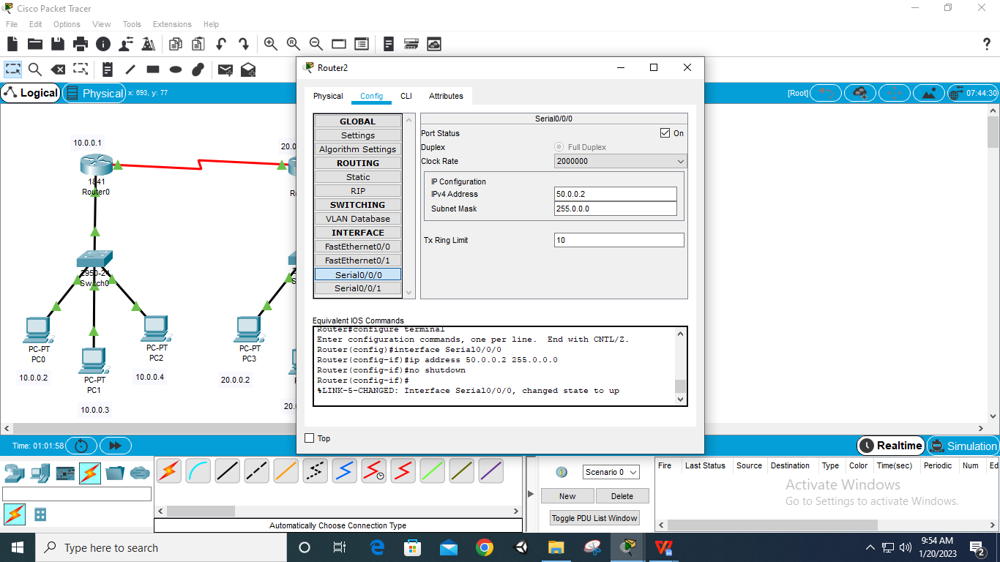 Cisco Packet Tracer
File Edit Options View Tools Extensions Help
Logical
Physical
x: 693, y: 77
[Root]
07:44:30
10.0.0.1
1841
Router0
20.0
2950-24
Switch0
PC-PT
PC0
10.0.0.2
PC-PT
PC1
10.0.0.3
PC-PT
PC2
10.0.0.4
PC-PT
PC3
20.0.0.2
20.
Router2
Physical Config CLI Attributes
GLOBAL
Settings
Algorithm Settings
ROUTING
Static
RIP
SWITCHING
VLAN Database
INTERFACE
FastEthernet0/0
FastEthernet0/1
Serial0/0/0
Serial0/0/1
Serial0/0/0
Port Status On
Duplex Full Duplex
Clock Rate 2000000
IP Configuration
IPv4 Address 50.0.0.2
Subnet Mask 255.0.0.0
Tx Ring Limit 10
Equivalent IOS Commands
Router#configure terminal
Enter configuration commands, one per line. End with CNTL/Z.
Router(config)#interface Serial0/0/0
Router(config-if)#ip address 50.0.0.2 255.0.0.0
Router(config-if)#no shutdown
Router(config-if)#
%LINK-5-CHANGED: Interface Serial0/0/0, changed state to up
Top
Time: 01:01:58
Realtime
Simulation
Automatically Choose Connection Type
Scenario 0
New Delete
Toggle PDU List Window
Fire Last Status Source Destination Type Color Time(sec) Periodic Num Ed
Activate Windows
Go to Settings to activate Windows.
Type here to search
9:54 AM
1/20/2023
2